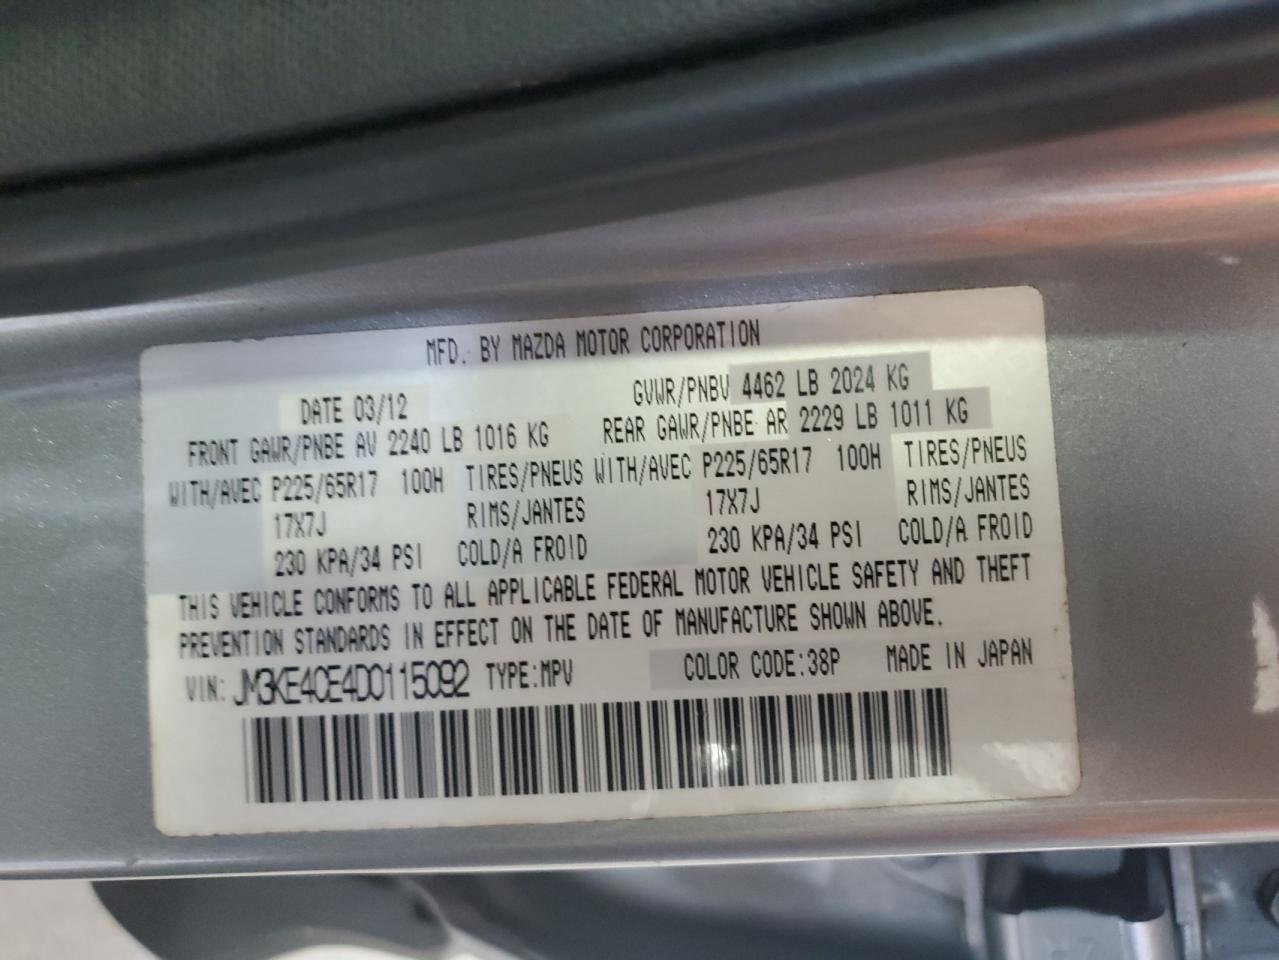 MFD. BY MAZDA MOTOR CORPORATION
DATE 03/12 GVWR/PNBV 4462 LB 2024 KG
FRONT GAWR/PNBE AV 2240 LB 1016 KG REAR GAWR/PNBE AR 2229 LB 1011 KG
WITH/AVEC P225/65R17 100H TIRES/PNEUS WITH/AVEC P225/65R17 100H TIRES/PNEUS
17X7J RIMS/JANTES 17X7J RIMS/JANTES
230 KPA/34 PSI COLD/A FROID 230 KPA/34 PSI COLD/A FROID
THIS VEHICLE CONFORMS TO ALL APPLICABLE FEDERAL MOTOR VEHICLE SAFETY AND THEFT
PREVENTION STANDARDS IN EFFECT ON THE DATE OF MANUFACTURE SHOWN ABOVE.
VIN: JM3KE4CE4D0115092 TYPE:MPV COLOR CODE:38P MADE IN JAPAN